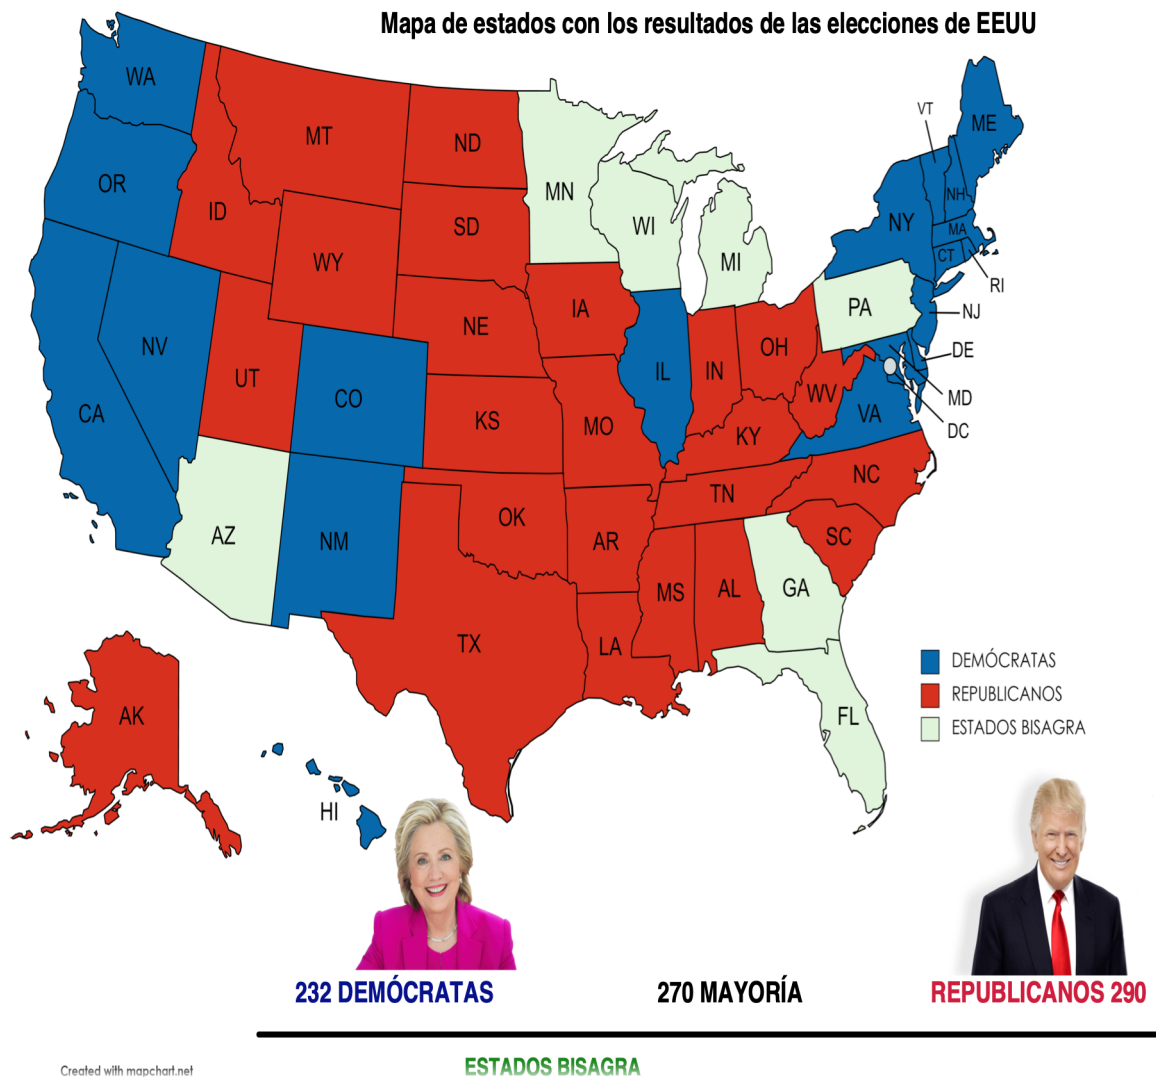 Mapa de estados con los resultados de las elecciones de EEUU
WA
MT
ND
MN
VT
ME
OR
ID
SD
WI
MI
NY
NH
MA
CT
RI
WY
NE
IA
PA
NJ
NV
UT
CO
IL
IN
OH
DE
MD
DC
CA
KS
MO
WV
VA
KY
AZ
NM
OK
AR
TN
NC
SC
TX
LA
MS
AL
GA
FL
AK
HI
DEMÓCRATAS
REPUBLICANOS
ESTADOS BISAGRA
232 DEMÓCRATAS
270 MAYORÍA
REPUBLICANOS 290
ESTADOS BISAGRA
Created with mapchart.net